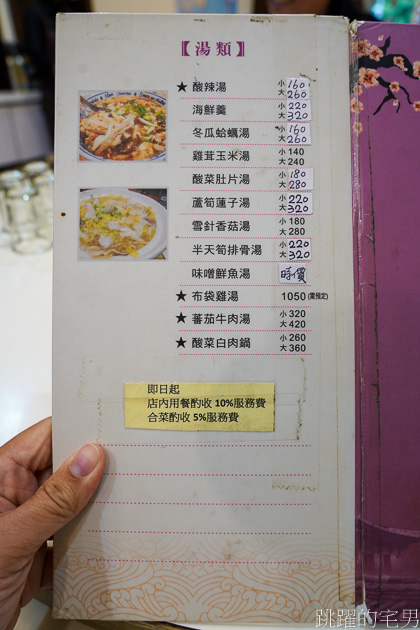 【湯類】
★ 酸辣湯 小160 大260
海鮮羹 小220 大320
冬瓜蛤蠣湯 小160 大260
雞茸玉米湯 小140 大240
酸菜肚片湯 小180 大280
蘆筍蓮子湯 小220 大320
雪針香菇湯 小180 大280
半天筍排骨湯 小220 大320
味噌鮮魚湯 時價
★ 布袋雞湯 1050(需預定)
★ 蕃茄牛肉湯 小320 大420
★ 酸菜白肉鍋 小260 大360
即日起
店內用餐酌收 10%服務費
合菜酌收 5%服務費
跳躍的宅男